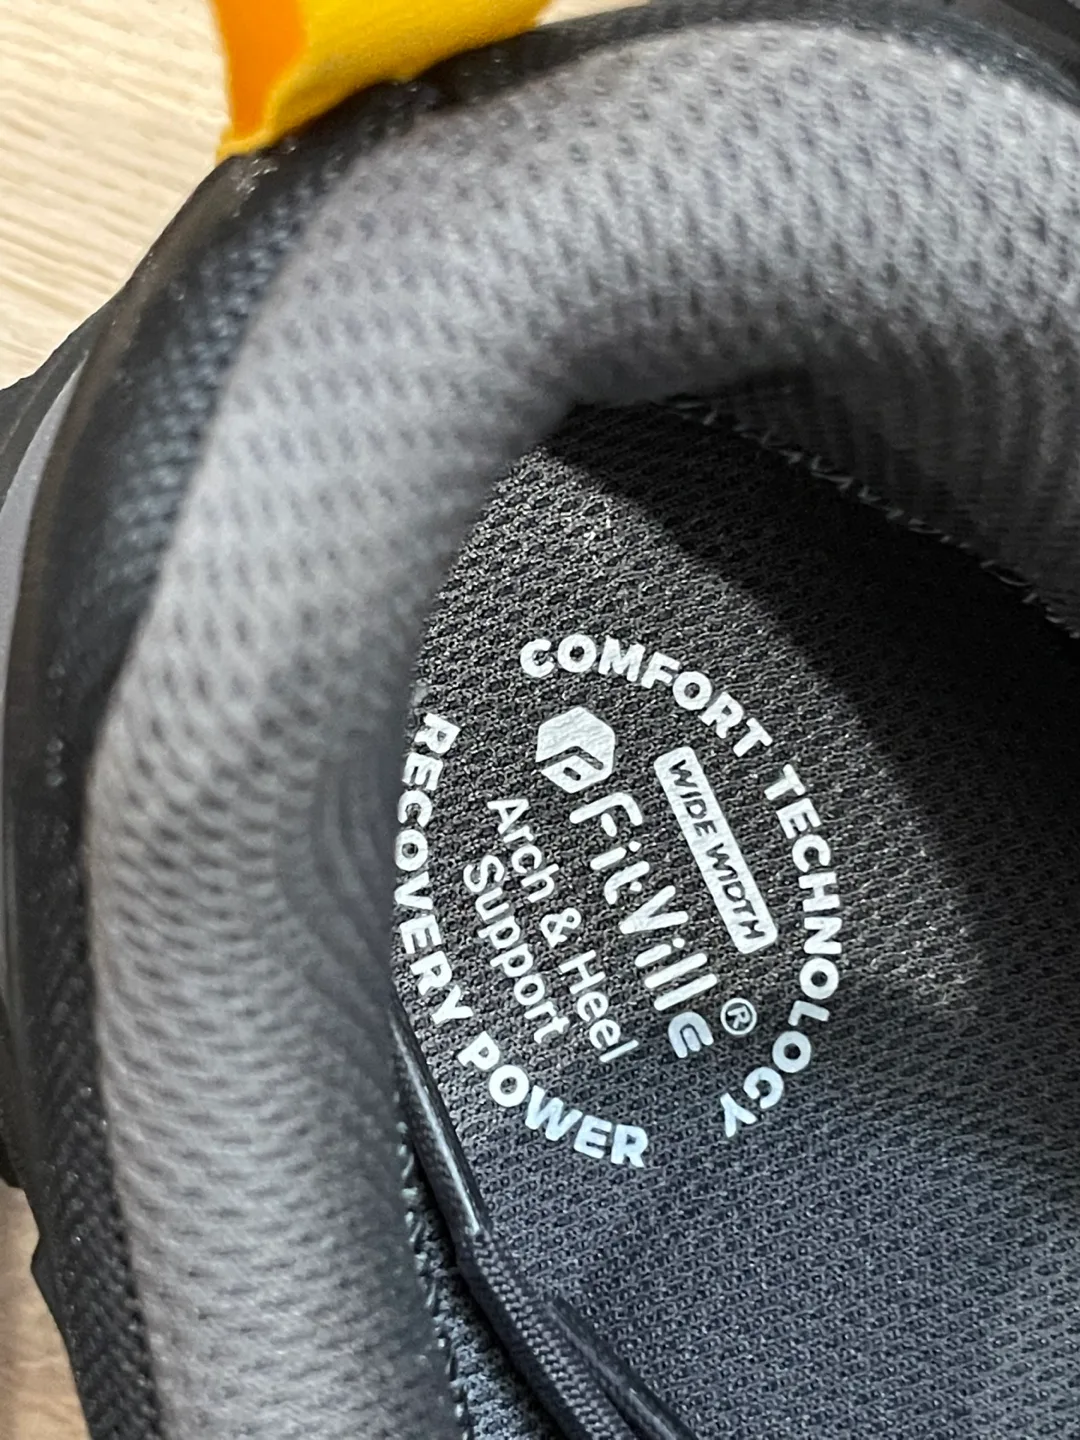 COMFORT TECHNOLOGY
WIDE WIDTH
FitVille®
Arch & Heel
Support
RECOVERY POWER